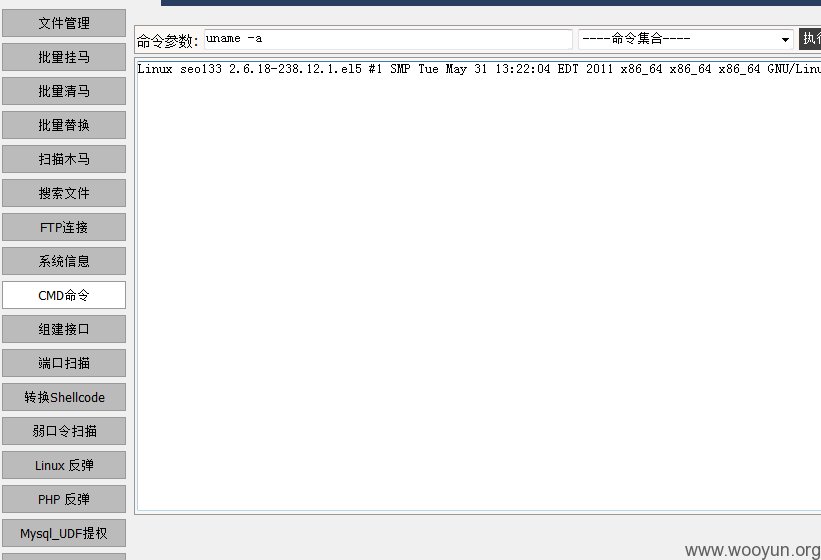 文件管理
批量挂马
批量清马
批量替换
扫描木马
搜索文件
FTP连接
系统信息
CMD命令
组建接口
端口扫描
转换Shellcode
弱口令扫描
Linux 反弹
PHP 反弹
Mysql_UDF提权
命令参数: uname -a ----命令集合---- 执行
Linux seo133 2.6.18-238.12.1.el5 #1 SMP Tue May 31 13:22:04 EDT 2011 x86_64 x86_64 x86_64 GNU/Linu
www.wooyun.org